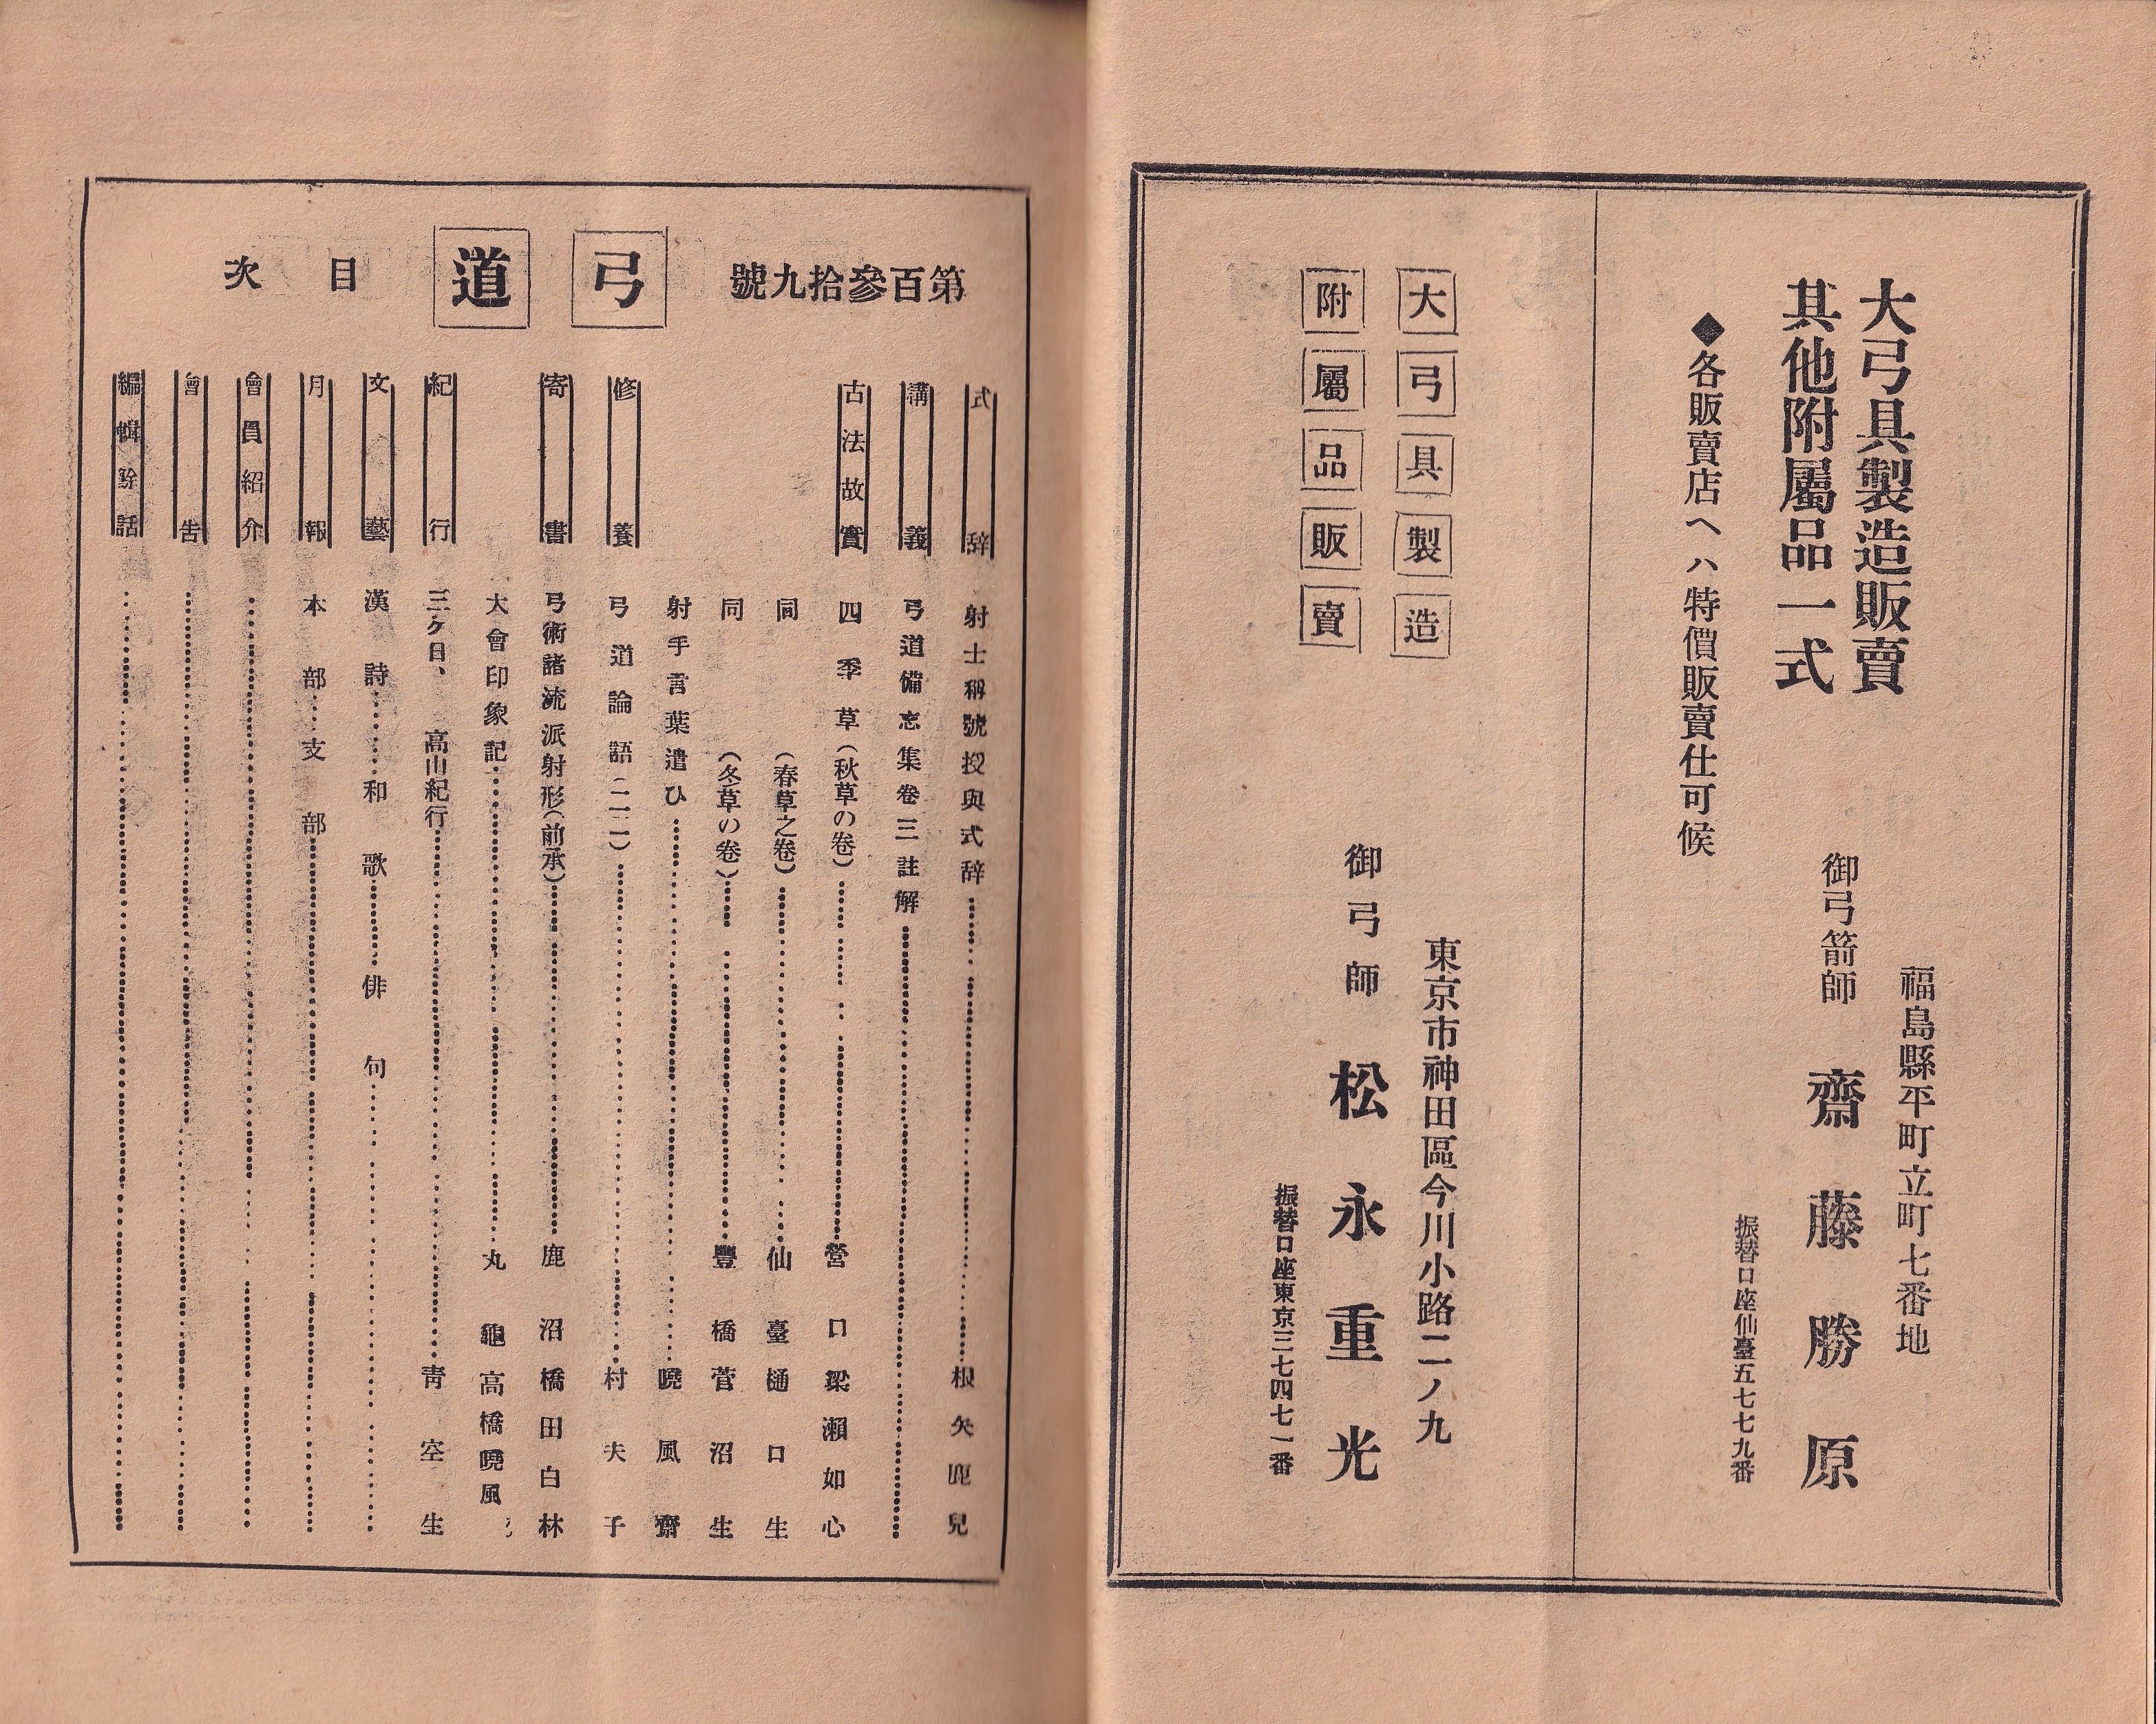 大弓具製造販賣
其他附屬品一式
◆各販賣店へハ特價販賣仕可候
福島縣平町立町七番地
御弓箭師 齋藤勝原
振替口座仙臺五七七九番
大弓具製造
附屬品販賣
東京市神田區今川小路二ノ九
御弓師 松永重光
振替口座東京三七四七一番
第百參拾九號 弓道 目次
式辞 射士稱號授與式辞 根矢鹿兒
講義 弓道備忘集卷三註解
古法故實 四季草(秋草の卷) 營口 梁瀨如心
同 (春草之卷) 仙臺 樋口生
同 (冬草の卷) 豐橋 菅沼生
射手言葉遣ひ 曉風齋
修養 弓道論語(二二) 村夫子
寄書 弓術諸流派射形(前承) 鹿沼 橋田白林
大會印象記 丸龜 高橋曉風
紀行 三ケ日、高山紀行 靑空生
文藝 漢詩 和歌 俳句
月報 本部 支部
會員紹介
會告
編輯餘話